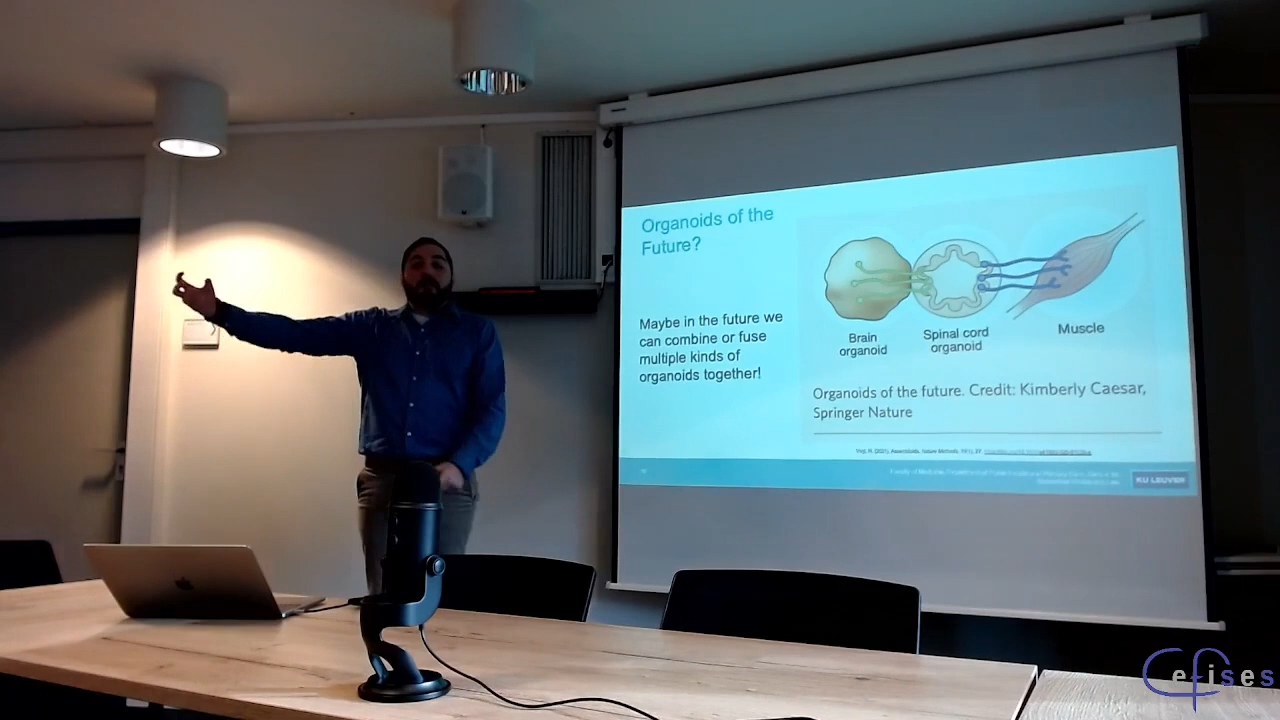 Organoids of the
Future?
Maybe in the future we
can combine or fuse
multiple kinds of
organoids together!
Brain
organoid
Spinal cord
organoid
Muscle
Organoids of the future. Credit: Kimberly Caesar,
Springer Nature
KU LEUVEN
Cefises